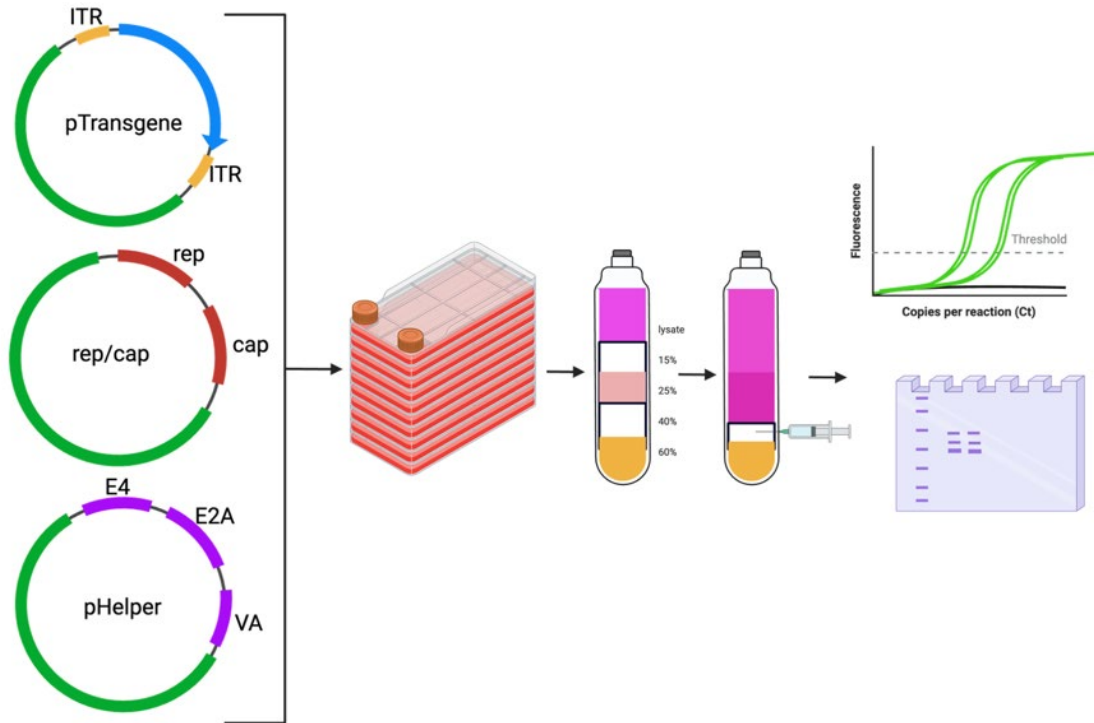 ITR
pTransgene
ITR
rep
rep/cap
cap
E4
E2A
pHelper
VA
lysate
15%
25%
40%
60%
Fluorescence
Threshold
Copies per reaction (Ct)